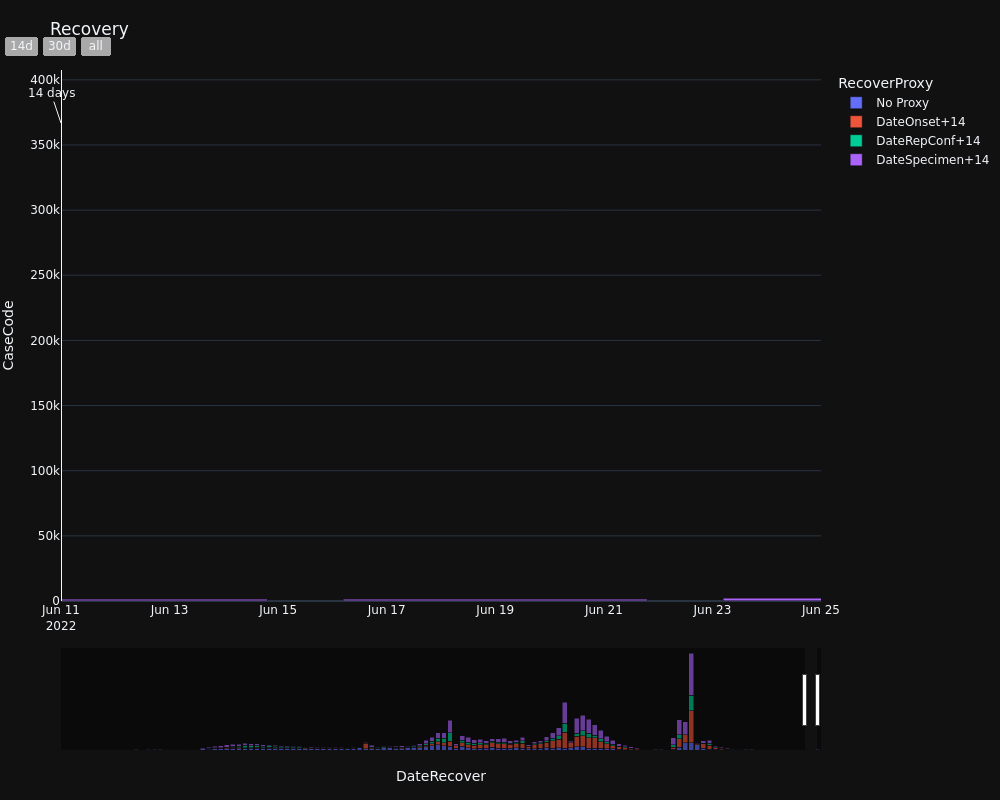 Recovery
14d 30d all
400k
14 days
350k
300k
250k
200k
150k
100k
50k
0
CaseCode
Jun 11 Jun 13 Jun 15 Jun 17 Jun 19 Jun 21 Jun 23 Jun 25
2022
DateRecover
RecoverProxy
No Proxy
DateOnset+14
DateRepConf+14
DateSpecimen+14